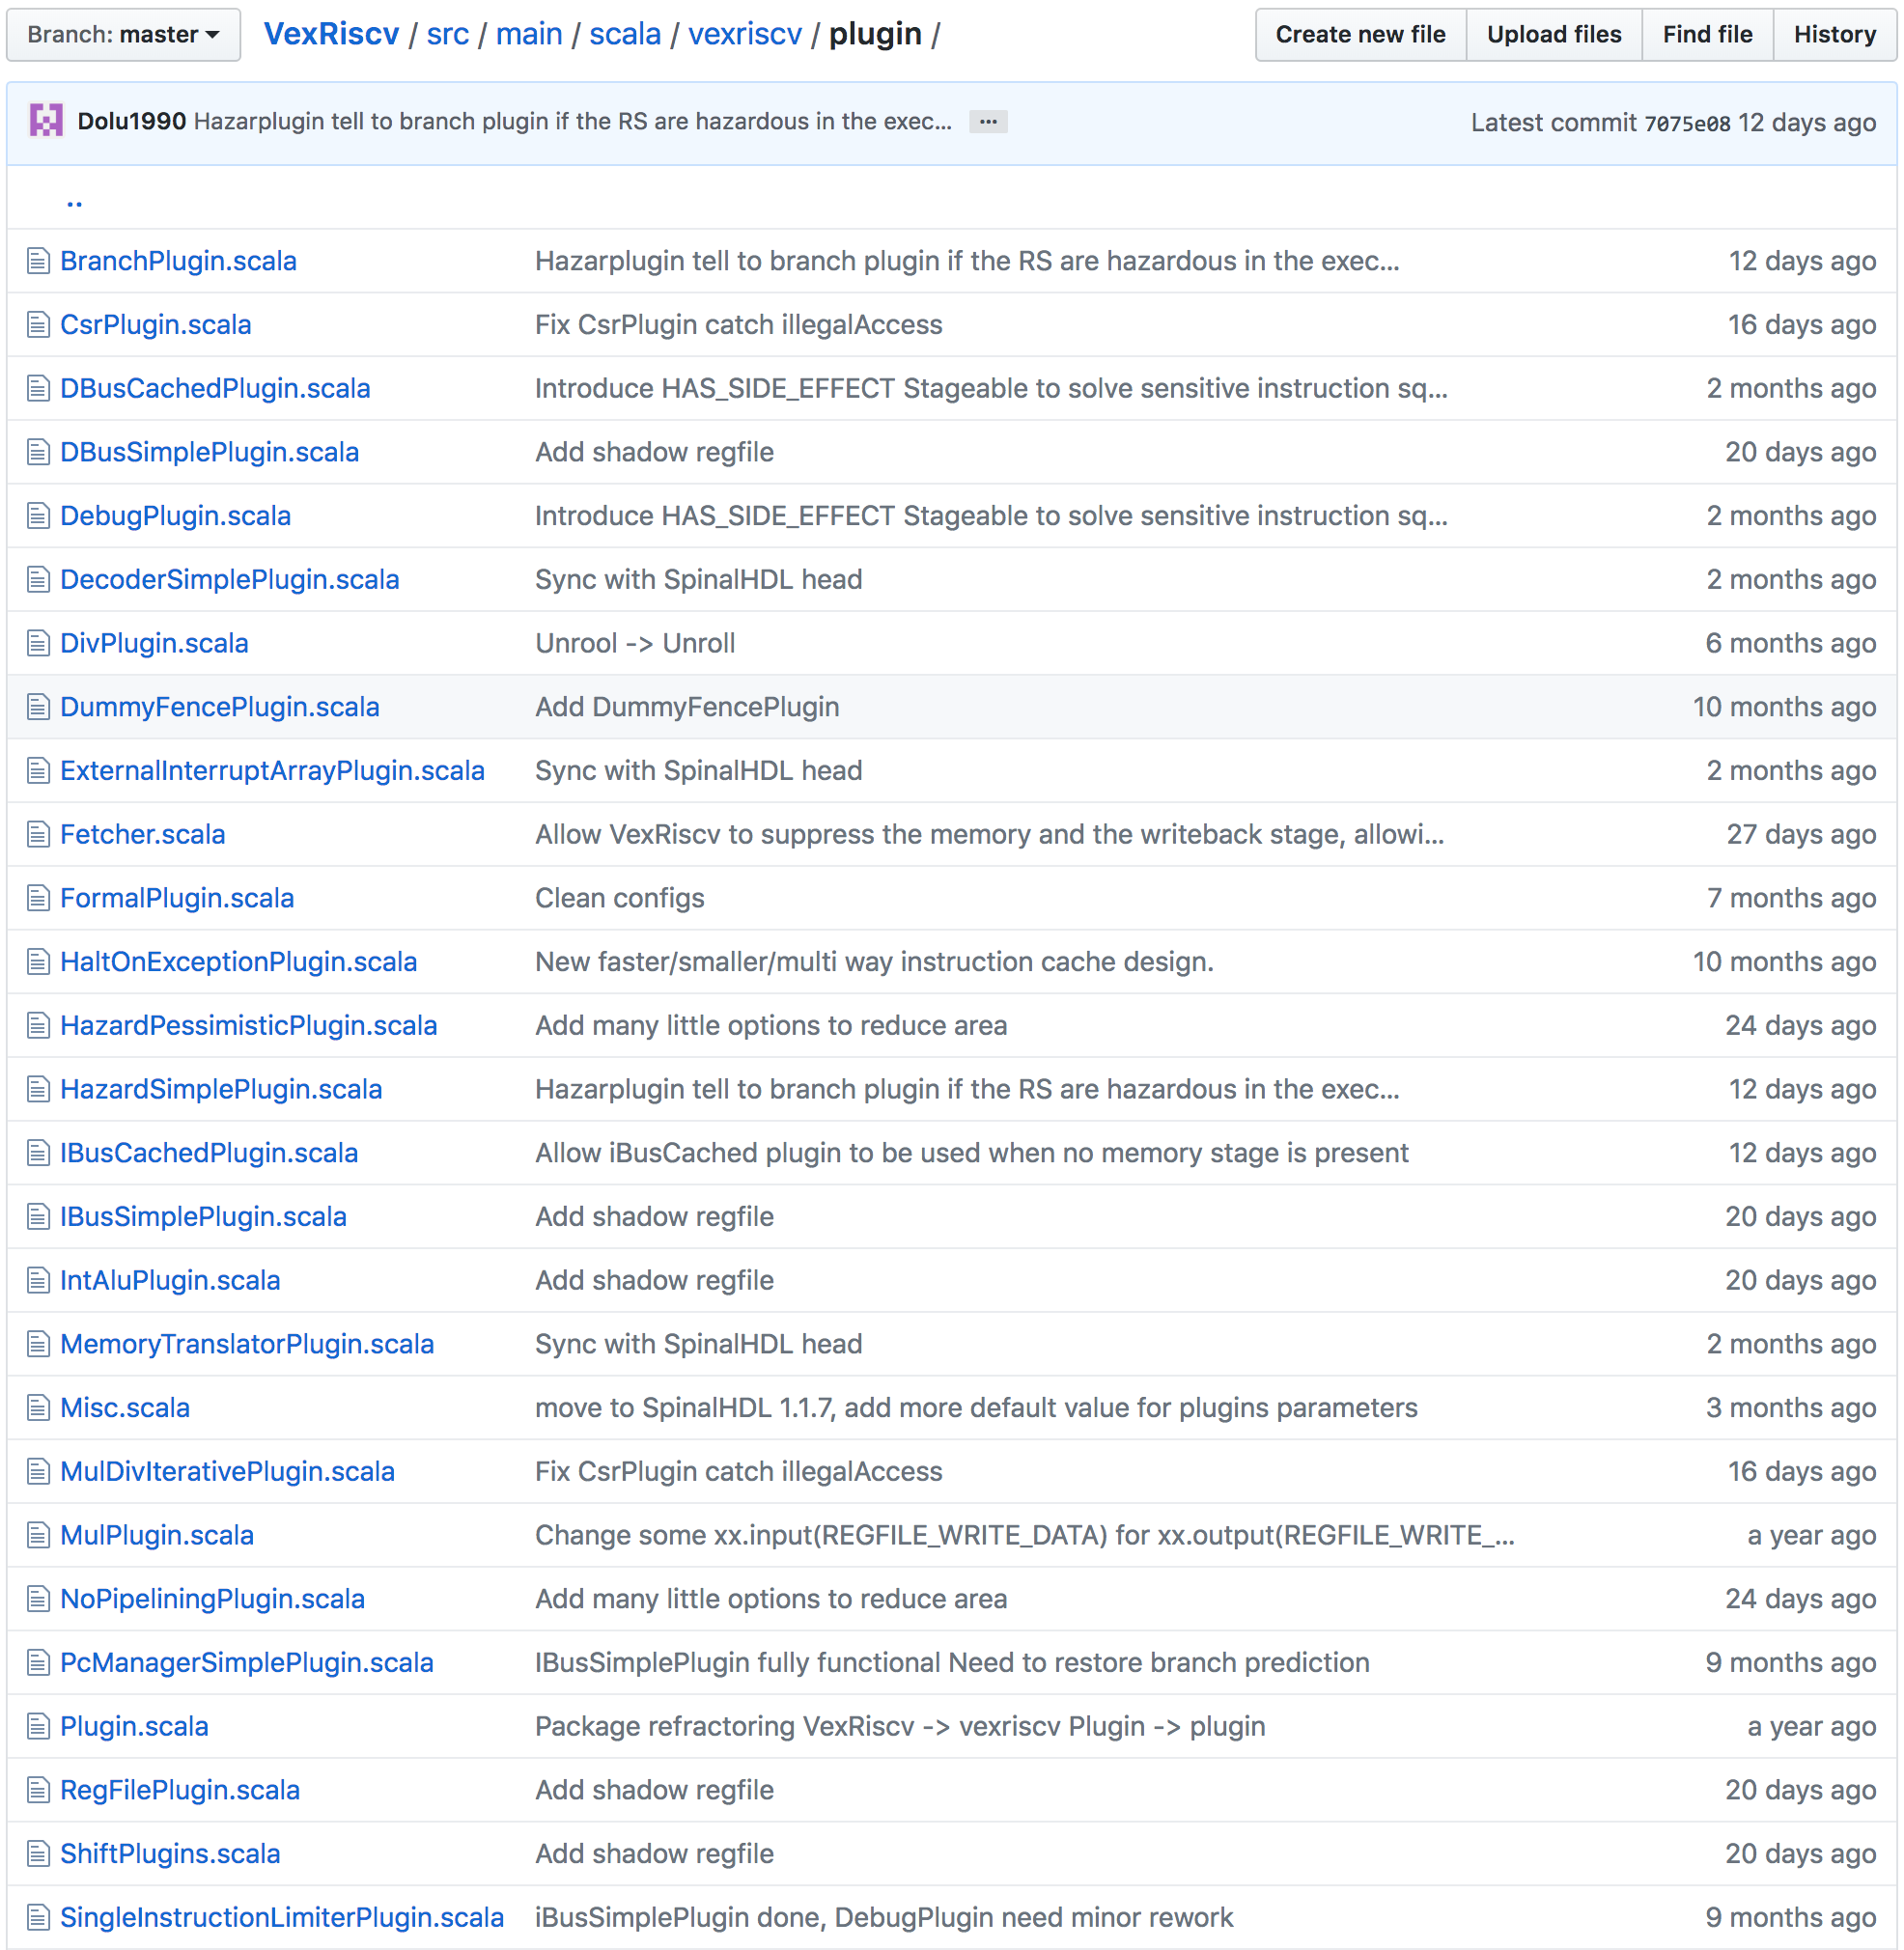 Branch: master VexRiscv / src / main / scala / vexriscv / plugin / Create new file Upload files Find file History
Dolu1990 Hazarplugin tell to branch plugin if the RS are hazardous in the exec... ... Latest commit 7075e08 12 days ago
..
BranchPlugin.scala Hazarplugin tell to branch plugin if the RS are hazardous in the exec... 12 days ago
CsrPlugin.scala Fix CsrPlugin catch illegalAccess 16 days ago
DBusCachedPlugin.scala Introduce HAS_SIDE_EFFECT Stageable to solve sensitive instruction sq... 2 months ago
DBusSimplePlugin.scala Add shadow regfile 20 days ago
DebugPlugin.scala Introduce HAS_SIDE_EFFECT Stageable to solve sensitive instruction sq... 2 months ago
DecoderSimplePlugin.scala Sync with SpinalHDL head 2 months ago
DivPlugin.scala Unrool -> Unroll 6 months ago
DummyFencePlugin.scala Add DummyFencePlugin 10 months ago
ExternalInterruptArrayPlugin.scala Sync with SpinalHDL head 2 months ago
Fetcher.scala Allow VexRiscv to suppress the memory and the writeback stage, allowi... 27 days ago
FormalPlugin.scala Clean configs 7 months ago
HaltOnExceptionPlugin.scala New faster/smaller/multi way instruction cache design. 10 months ago
HazardPessimisticPlugin.scala Add many little options to reduce area 24 days ago
HazardSimplePlugin.scala Hazarplugin tell to branch plugin if the RS are hazardous in the exec... 12 days ago
IBusCachedPlugin.scala Allow iBusCached plugin to be used when no memory stage is present 12 days ago
IBusSimplePlugin.scala Add shadow regfile 20 days ago
IntAluPlugin.scala Add shadow regfile 20 days ago
MemoryTranslatorPlugin.scala Sync with SpinalHDL head 2 months ago
Misc.scala move to SpinalHDL 1.1.7, add more default value for plugins parameters 3 months ago
MulDivIterativePlugin.scala Fix CsrPlugin catch illegalAccess 16 days ago
MulPlugin.scala Change some xx.input(REGFILE_WRITE_DATA) for xx.output(REGFILE_WRITE_... a year ago
NoPipeliningPlugin.scala Add many little options to reduce area 24 days ago
PcManagerSimplePlugin.scala IBusSimplePlugin fully functional Need to restore branch prediction 9 months ago
Plugin.scala Package refractoring VexRiscv -> vexriscv Plugin -> plugin a year ago
RegFilePlugin.scala Add shadow regfile 20 days ago
ShiftPlugins.scala Add shadow regfile 20 days ago
SingleInstructionLimiterPlugin.scala iBusSimplePlugin done, DebugPlugin need minor rework 9 months ago